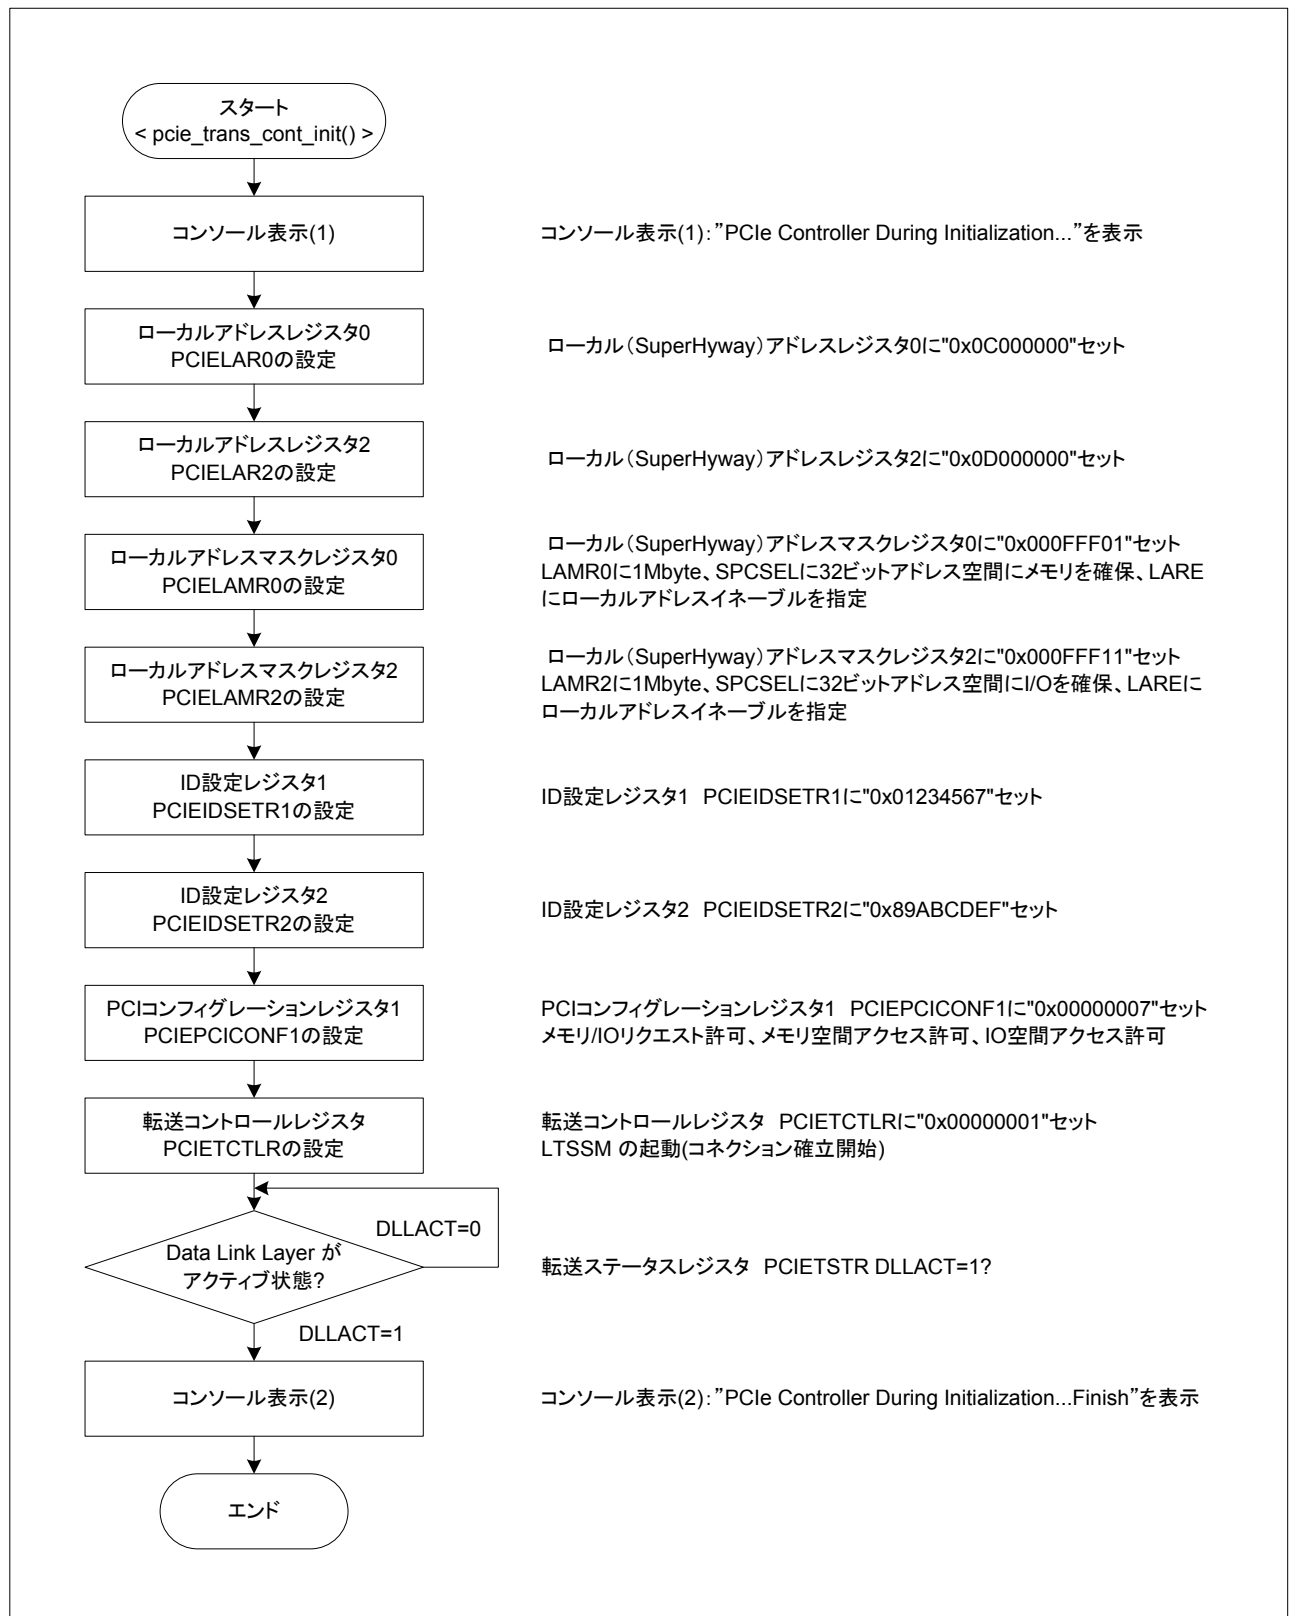 スタート
< pcie_trans_cont_init() >
コンソール表示(1)
コンソール表示(1):”PCIe Controller During Initialization...”を表示
ローカルアドレスレジスタ0
PCIELAR0の設定
ローカル(SuperHyway)アドレスレジスタ0に"0x0C000000"セット
ローカルアドレスレジスタ2
PCIELAR2の設定
ローカル(SuperHyway)アドレスレジスタ2に"0x0D000000"セット
ローカルアドレスマスクレジスタ0
PCIELAMR0の設定
ローカル(SuperHyway)アドレスマスクレジスタ0に"0x000FFF01"セット
LAMR0に1Mbyte、SPCSELに32ビットアドレス空間にメモリを確保、LARE
にローカルアドレスイネーブルを指定
ローカルアドレスマスクレジスタ2
PCIELAMR2の設定
ローカル(SuperHyway)アドレスマスクレジスタ2に"0x000FFF11"セット
LAMR2に1Mbyte、SPCSELに32ビットアドレス空間にI/Oを確保、LAREに
ローカルアドレスイネーブルを指定
ID設定レジスタ1
PCIEIDSETR1の設定
ID設定レジスタ1 PCIEIDSETR1に"0x01234567"セット
ID設定レジスタ2
PCIEIDSETR2の設定
ID設定レジスタ2 PCIEIDSETR2に"0x89ABCDEF"セット
PCIコンフィグレーションレジスタ1
PCIEPCICONF1の設定
PCIコンフィグレーションレジスタ1 PCIEPCICONF1に"0x00000007"セット
メモリ/IOリクエスト許可、メモリ空間アクセス許可、IO空間アクセス許可
転送コントロールレジスタ
PCIETCTLRの設定
転送コントロールレジスタ PCIETCTLRに"0x00000001"セット
LTSSM の起動(コネクション確立開始)
DLLACT=0
Data Link Layer が
アクティブ状態?
転送ステータスレジスタ PCIETSTR DLLACT=1?
DLLACT=1
コンソール表示(2)
コンソール表示(2):”PCIe Controller During Initialization...Finish”を表示
エンド